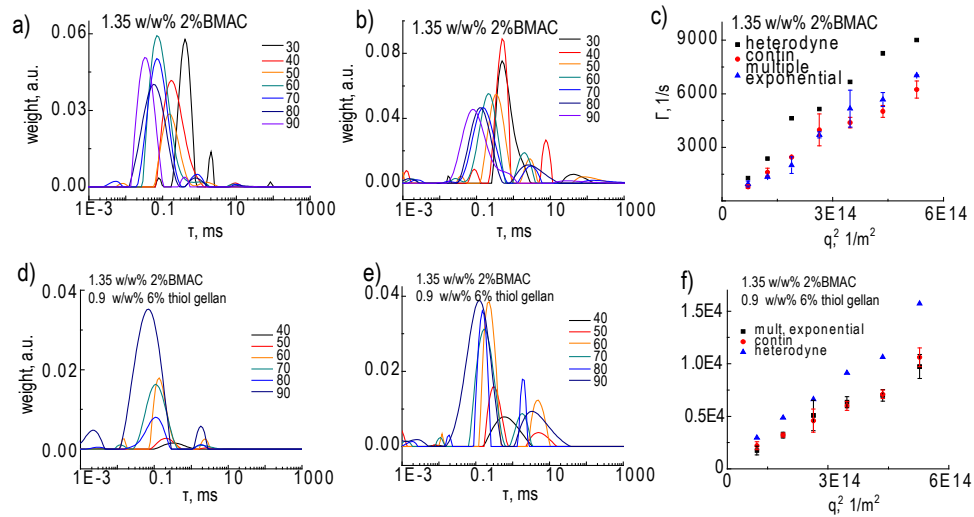 a)
1.35 w/w% 2%BMAC
0.06
0.03
0.00
weight, a.u.
30
40
50
60
70
80
90
1E-3
0.1
10
1000
τ, ms
b)
1.35 w/w% 2%BMAC
0.08
0.04
0.00
weight, a.u.
30
40
50
60
70
80
90
1E-3
0.1
10
1000
τ, ms
c)
1.35 w/w% 2%BMAC
heterodyne
contin
multiple
exponential
9000
6000
3000
Γ, 1/s
3E14
6E14
q,² 1/m²
d)
1.35 w/w% 2%BMAC
0.9 w/w% 6% thiol gellan
0.04
0.02
0.00
weight, a.u.
40
50
60
70
80
90
1E-3
0.1
10
1000
τ, ms
e)
1.35 w/w% 2%BMAC
0.9 w/w% 6% thiol gellan
0.04
0.02
0.00
weight, a.u.
40
50
60
70
80
90
1E-3
0.1
10
1000
τ, ms
f)
1.35 w/w% 2%BMAC
0.9 w/w% 6% thiol gellan
mult, exponential
contin
heterodyne
1.5E4
1.0E4
5.0E3
0
3E14
6E14
q,² 1/m²